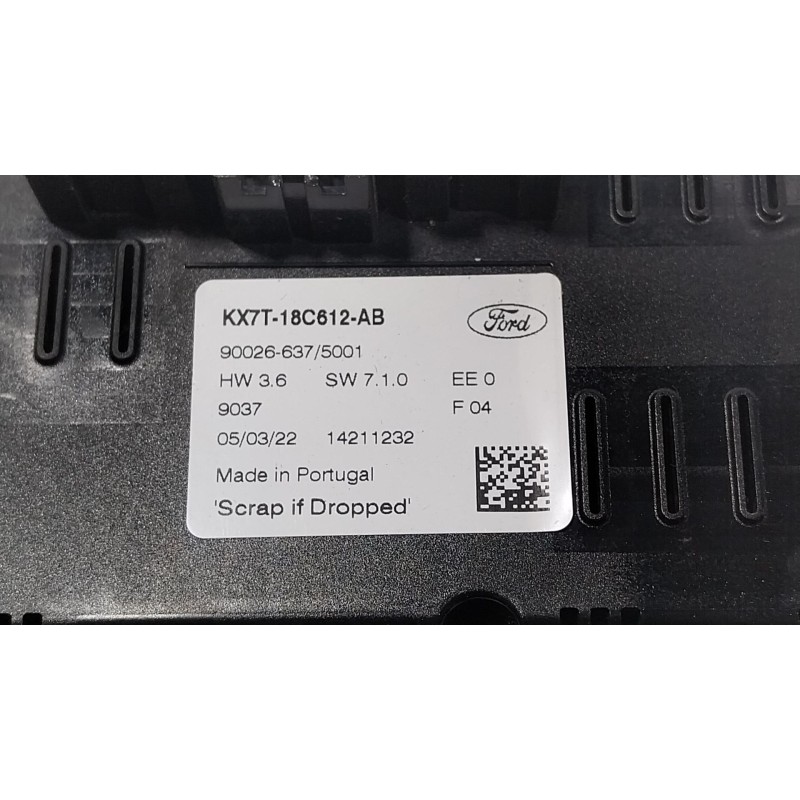 KX7T-18C612-AB
Ford
90026-637/5001
HW 3.6 SW 7.1.0 EE 0
9037 F 04
05/03/22 14211232
Made in Portugal
'Scrap if Dropped'